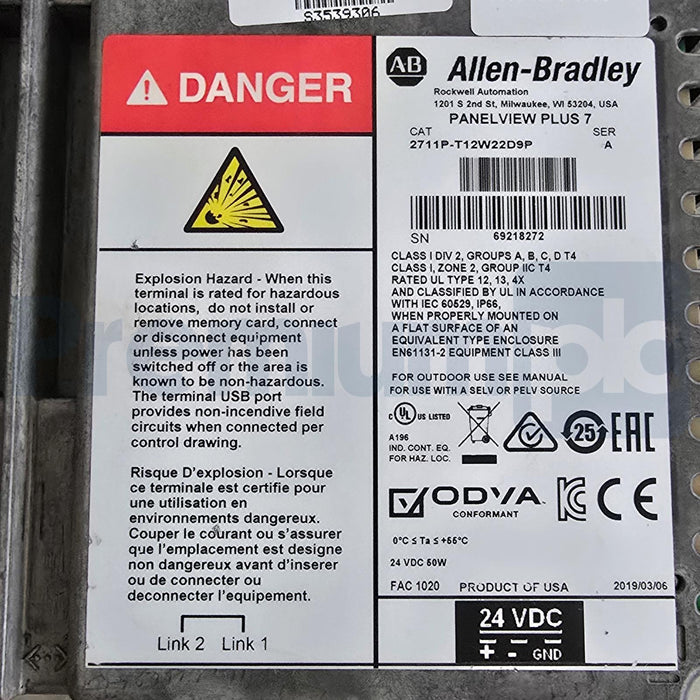 S3539306
DANGER
Explosion Hazard - When this
terminal is rated for hazardous
locations, do not install or
remove memory card, connect
or disconnect equipment
unless power has been
switched off or the area is
known to be non-hazardous.
The terminal USB port
provides non-incendive field
circuits when connected per
control drawing.
Risque D'explosion - Lorsque
ce terminale est certifie pour
une utilisation en
environnements dangereux.
Couper le courant ou s'assurer
que l'emplacement est designe
non dangereux avant d'inserer
ou de connecter ou
deconnecter l'equipement.
Link 2 Link 1
AB Allen-Bradley
Rockwell Automation
1201 S 2nd St, Milwaukee, WI 53204, USA
PANELVIEW PLUS 7
CAT SER
2711P-T12W22D9P A
SN 69218272
CLASS I DIV 2, GROUPS A, B, C, D T4
CLASS I, ZONE 2, GROUP IIC T4
RATED UL TYPE 12, 13, 4X
AND CLASSIFIED BY UL IN ACCORDANCE
WITH IEC 60529, IP66,
WHEN PROPERLY MOUNTED ON
A FLAT SURFACE OF AN
EQUIVALENT TYPE ENCLOSURE
EN61131-2 EQUIPMENT CLASS III
FOR OUTDOOR USE SEE MANUAL
FOR USE WITH A SELV OR PELV SOURCE
C UL US LISTED
A196
IND. CONT. EQ.
FOR HAZ. LOC.
25 EAC
ODVA
CONFORMANT
CE
0°C ≤ Ta ≤ +55°C
24 VDC 50W
FAC 1020 PRODUCT OF USA 2019/03/06
24 VDC
+ - GND